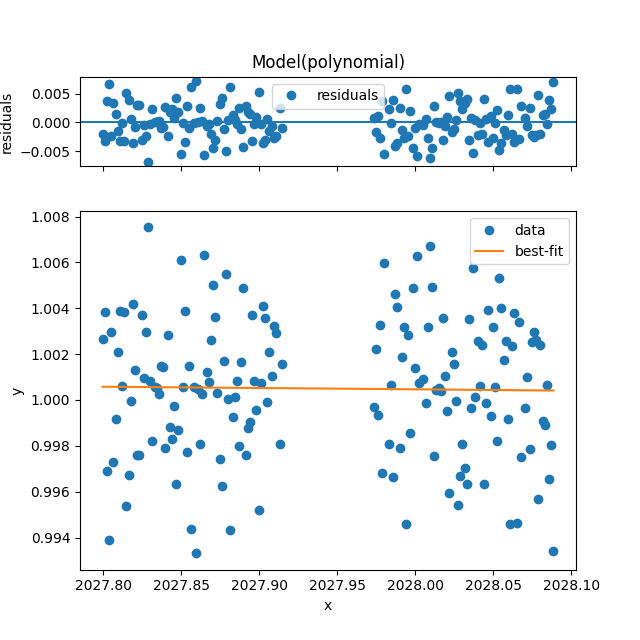 Model(polynomial)
residuals
0.005
0.000
−0.005
residuals
1.008
1.006
1.004
1.002
1.000
0.998
0.996
0.994
y
data
best-fit
2027.80 2027.85 2027.90 2027.95 2028.00 2028.05 2028.10
x